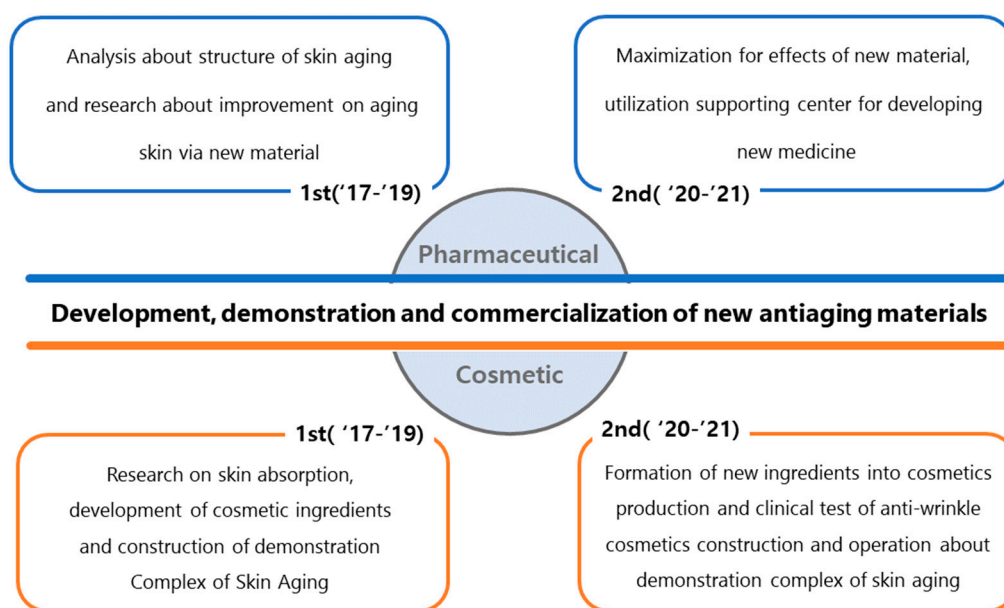 Analysis about structure of skin aging
and research about improvement on aging
skin via new material
1st(‘17-’19)
Maximization for effects of new material,
utilization supporting center for developing
new medicine
2nd( ‘20-’21)
Pharmaceutical
Development, demonstration and commercialization of new antiaging materials
Cosmetic
1st( ‘17-’19)
Research on skin absorption,
development of cosmetic ingredients
and construction of demonstration
Complex of Skin Aging
2nd( ‘20-’21)
Formation of new ingredients into cosmetics
production and clinical test of anti-wrinkle
cosmetics construction and operation about
demonstration complex of skin aging